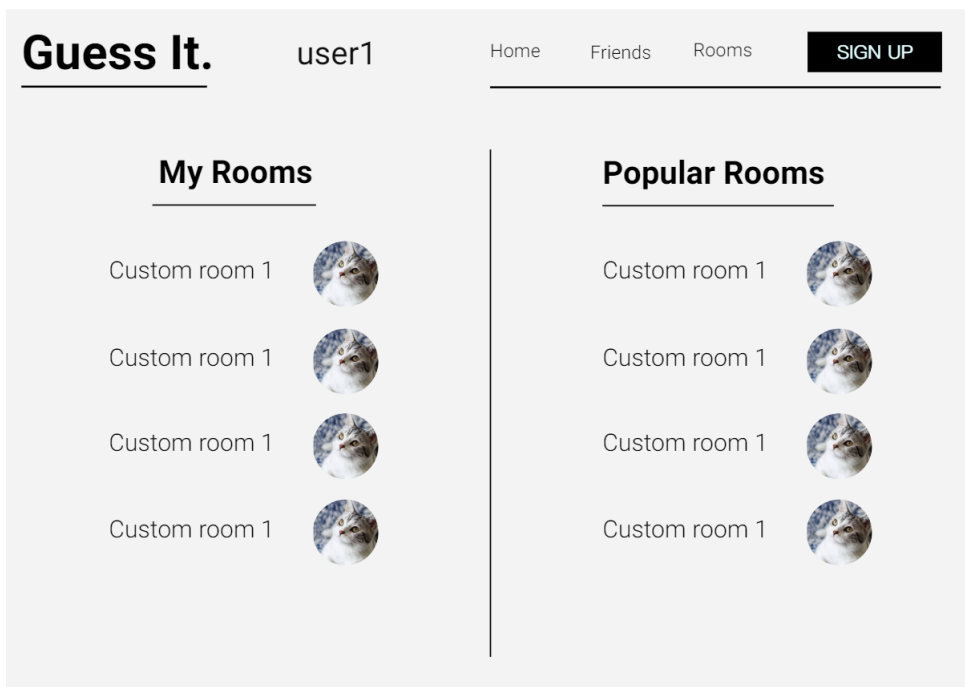 Guess It.
user1
Home
Friends
Rooms
SIGN UP
My Rooms
Custom room 1
Custom room 1
Custom room 1
Custom room 1
Popular Rooms
Custom room 1
Custom room 1
Custom room 1
Custom room 1